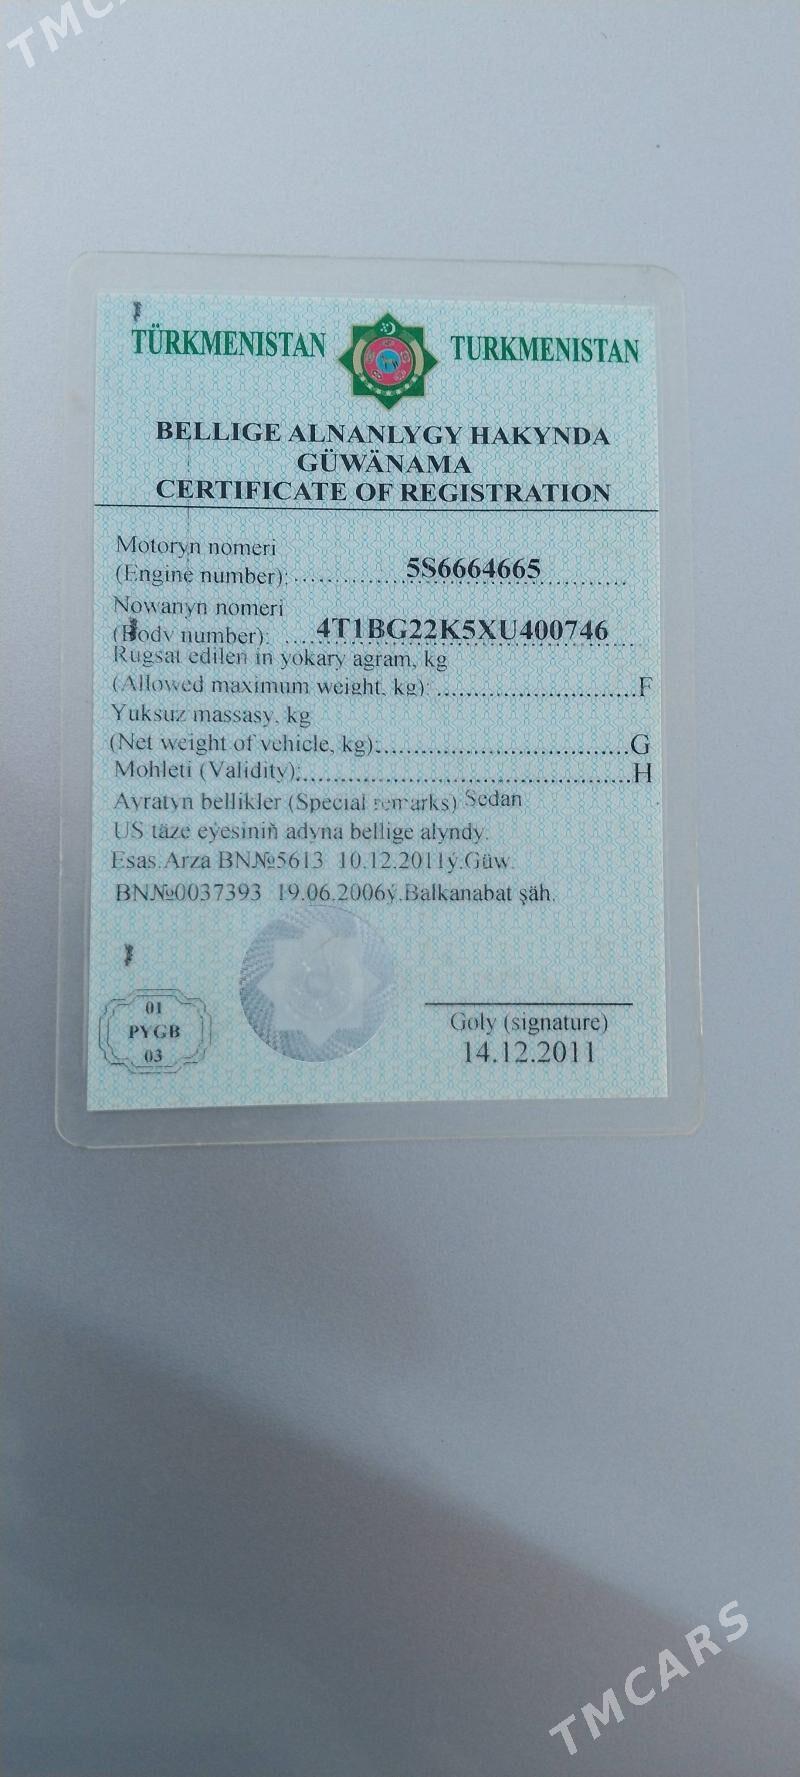 TMCARS
TÜRKMENISTAN TURKMENISTAN
BELLIGE ALNANLYGY HAKYNDA
GÜWÄNAMA
CERTIFICATE OF REGISTRATION
Motoryn nomeri
(Engine number):..........5S6664665..........
Nowanyn nomeri
(Body number): ....4T1BG22K5XU400746....
Rugsat edilen in yokary agram, kg
(Allowed maximum weight, kg):..........................F
Yuksuz massasy, kg
(Net weight of vehicle, kg):................................G
Mohleti (Validity):...........................................H
Ayratyn bellikler (Special remarks) Sedan
US täze eýesiniň adyna bellige alyndy.
Esas.Arza BN№5613 10.12.2011ý.Güw.
BN№0037393 19.06.2006ý.Balkanabat şäh.
01
PYGB
03
Goly (signature)
14.12.2011
TMCARS